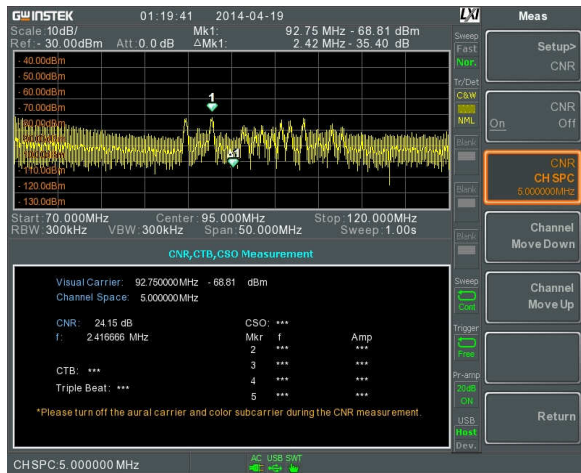 GWINSTEK 01:19:41 2014-04-19 LXI
Scale:10dB/ Mk1: 92.75 MHz - 68.81 dBm
Ref:- 30.00dBm Att:0.0 dB ΔMk1: 2.42 MHz - 35.40 dB
- 40.00dBm
- 50.00dBm
- 60.00dBm
- 70.00dBm
1
Δ1
- 110.0dBm
- 120.0dBm
- 130.0dBm
Start:70.000MHz Center:95.000MHz Stop:120.000MHz
RBW:300kHz VBW:300kHz Span:50.000MHz Sweep:1.00s
CNR,CTB,CSO Measurement
Visual Carrier: 92.750000MHz - 68.81 dBm
Channel Space: 5.000000MHz
CNR: 24.15 dB CSO: ***
f: 2.416666 MHz Mkr f Amp
2 *** ***
3 *** ***
CTB: ***
4 *** ***
Triple Beat: ***
5 *** ***
*Please turn off the aural carrier and color subcarrier during the CNR measurement.
CHSPC:5.000000 MHz
AC USB SWT
Sweep
Fast
Nor.
Tr/Det
C&W
NML
Blank
Blank
Blank
Sweep
Cont
Trigger
Free
Pr-amp
20dB
ON
USB
Host
Dev.
Meas
Setup>
CNR
CNR
On Off
CNR
CH SPC
5.000000MHz
Channel
Move Down
Channel
Move Up
Return